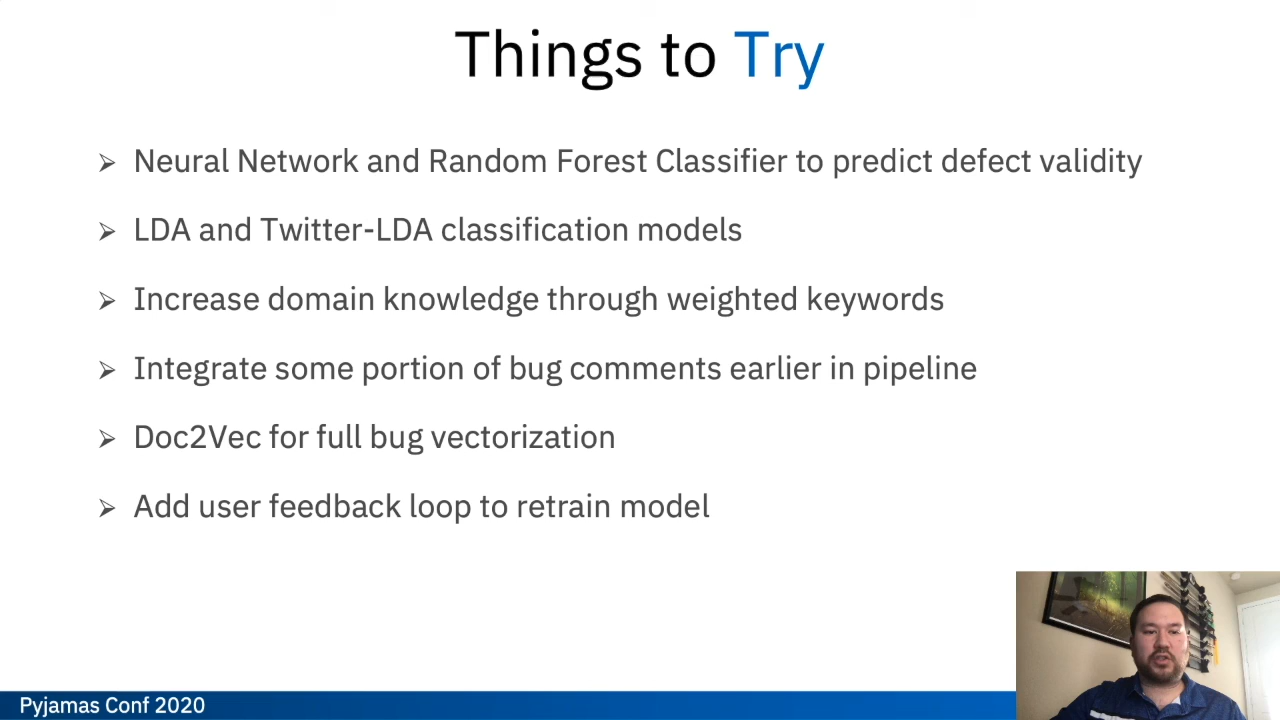 Things to Try
Neural Network and Random Forest Classifier to predict defect validity
LDA and Twitter-LDA classification models
Increase domain knowledge through weighted keywords
Integrate some portion of bug comments earlier in pipeline
Doc2Vec for full bug vectorization
Add user feedback loop to retrain model
Pyjamas Conf 2020